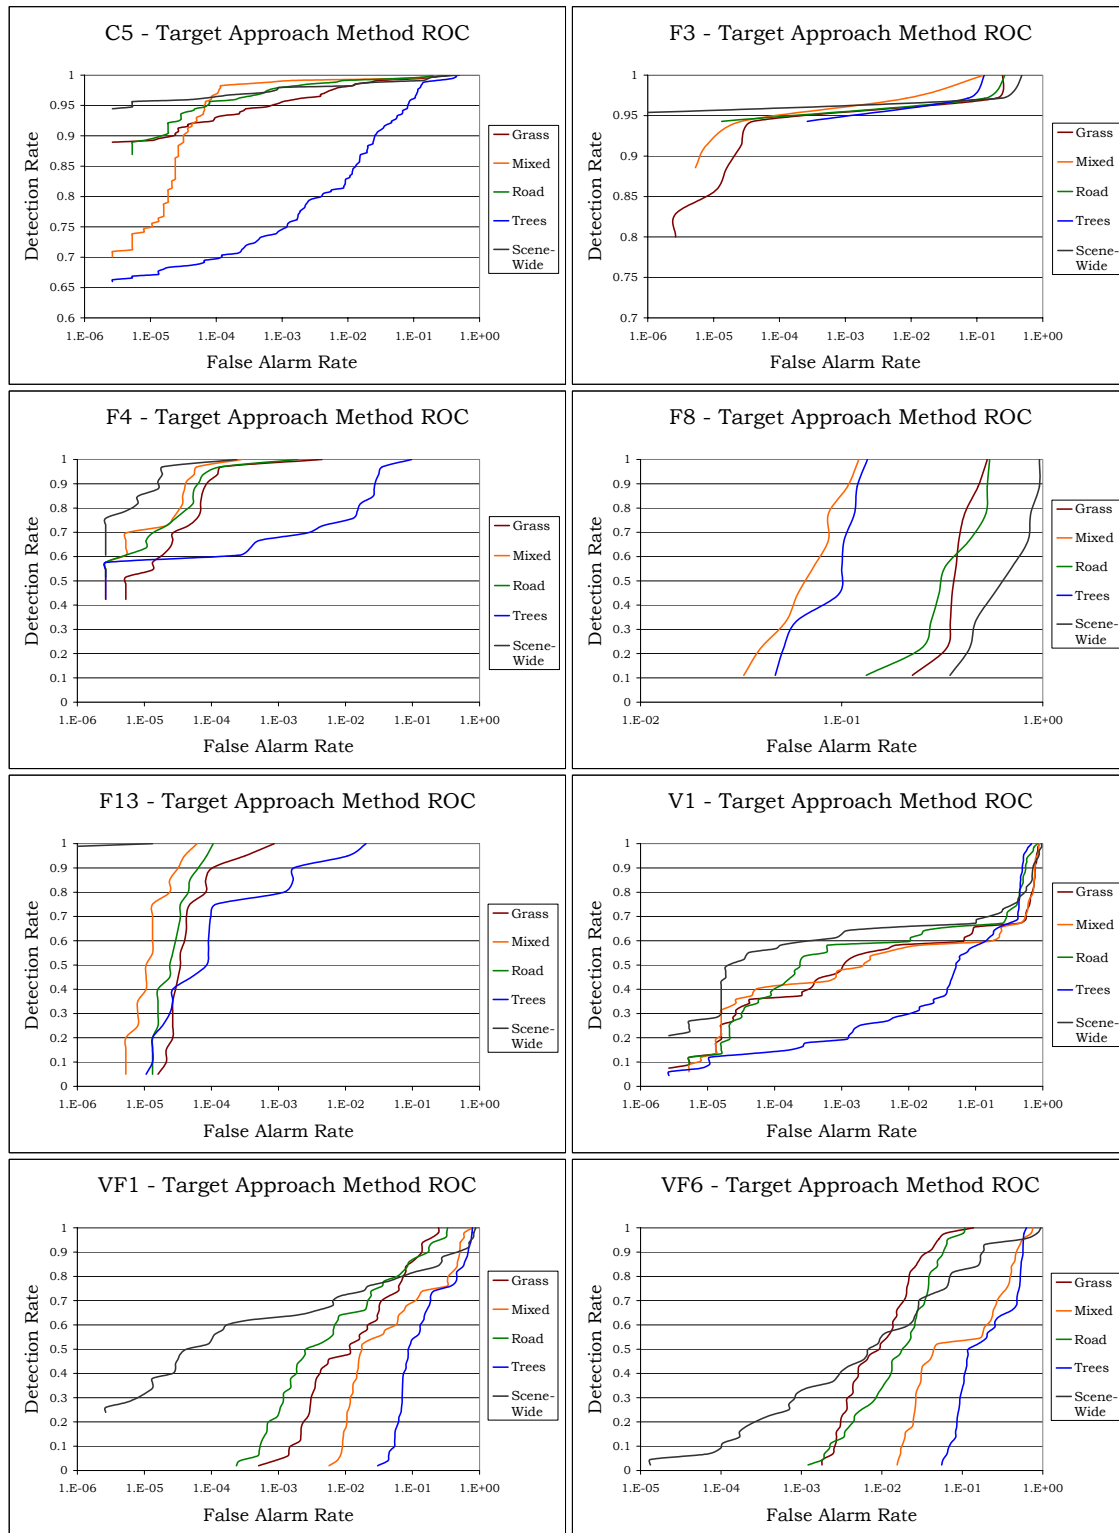 C5 - Target Approach Method ROC
1
0.95
0.9
0.85
0.8
0.75
0.7
0.65
0.6
Detection Rate
1.E-06 1.E-05 1.E-04 1.E-03 1.E-02 1.E-01 1.E+00
False Alarm Rate
Grass
Mixed
Road
Trees
Scene-
Wide
F3 - Target Approach Method ROC
1
0.95
0.9
0.85
0.8
0.75
0.7
Detection Rate
1.E-06 1.E-05 1.E-04 1.E-03 1.E-02 1.E-01 1.E+00
False Alarm Rate
Grass
Mixed
Road
Trees
Scene-
Wide
F4 - Target Approach Method ROC
1
0.9
0.8
0.7
0.6
0.5
0.4
0.3
0.2
0.1
0
Detection Rate
1.E-06 1.E-05 1.E-04 1.E-03 1.E-02 1.E-01 1.E+00
False Alarm Rate
Grass
Mixed
Road
Trees
Scene-
Wide
F8 - Target Approach Method ROC
1
0.9
0.8
0.7
0.6
0.5
0.4
0.3
0.2
0.1
0
Detection Rate
1.E-02 1.E-01 1.E+00
False Alarm Rate
Grass
Mixed
Road
Trees
Scene-
Wide
F13 - Target Approach Method ROC
1
0.9
0.8
0.7
0.6
0.5
0.4
0.3
0.2
0.1
0
Detection Rate
1.E-06 1.E-05 1.E-04 1.E-03 1.E-02 1.E-01 1.E+00
False Alarm Rate
Grass
Mixed
Road
Trees
Scene-
Wide
V1 - Target Approach Method ROC
1
0.9
0.8
0.7
0.6
0.5
0.4
0.3
0.2
0.1
0
Detection Rate
1.E-06 1.E-05 1.E-04 1.E-03 1.E-02 1.E-01 1.E+00
False Alarm Rate
Grass
Mixed
Road
Trees
Scene-
Wide
VF1 - Target Approach Method ROC
1
0.9
0.8
0.7
0.6
0.5
0.4
0.3
0.2
0.1
0
Detection Rate
1.E-06 1.E-05 1.E-04 1.E-03 1.E-02 1.E-01 1.E+00
False Alarm Rate
Grass
Mixed
Road
Trees
Scene-
Wide
VF6 - Target Approach Method ROC
1
0.9
0.8
0.7
0.6
0.5
0.4
0.3
0.2
0.1
0
Detection Rate
1.E-05 1.E-04 1.E-03 1.E-02 1.E-01 1.E+00
False Alarm Rate
Grass
Mixed
Road
Trees
Scene-
Wide